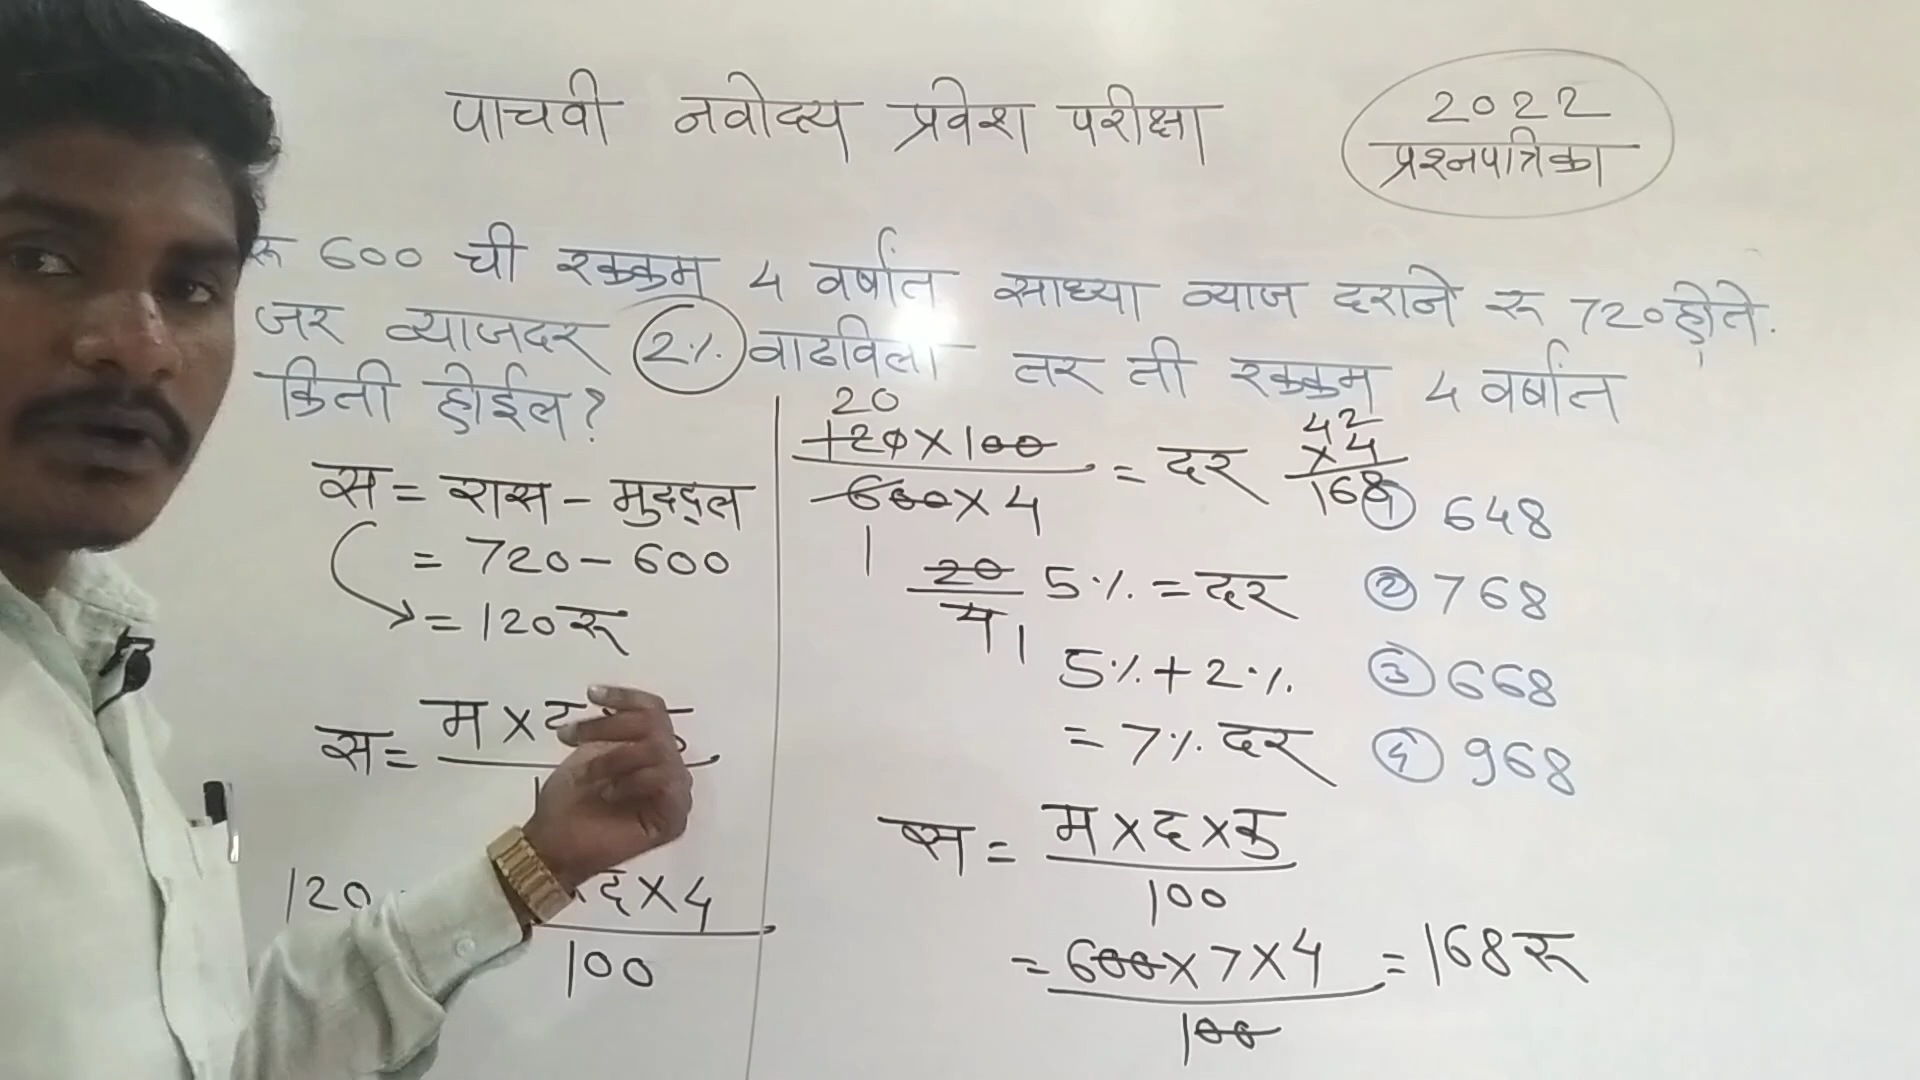 पाचवी नवोदय प्रवेश परीक्षा
2022
प्रश्नपत्रिका
रू 600 ची रक्कम 4 वर्षांत साध्या व्याज दराने रू 720 होते.
जर व्याजदर 2% वाढविला तर ती रक्कम 4 वर्षांत
किती होईल?
स = रास - मुद्दल
= 720 - 600
= 120 रू
स =
120
× द × 4
100
20
120 × 100
600 × 4
= दर
1
20
4
5% = दर
1
5% + 2%
= 7% दर
स = म × द × कु
100
= 600 × 7 × 4 = 168 रू
100
42
× 4
168
① 648
② 768
③ 668
④ 968